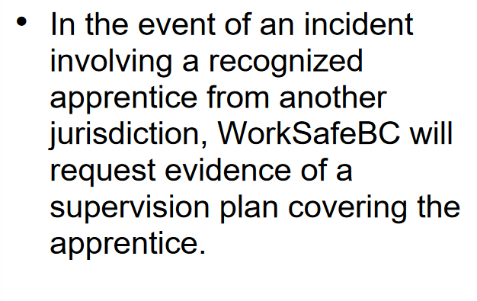 • In the event of an incident
involving a recognized
apprentice from another
jurisdiction, WorkSafeBC will
request evidence of a
supervision plan covering the
apprentice.